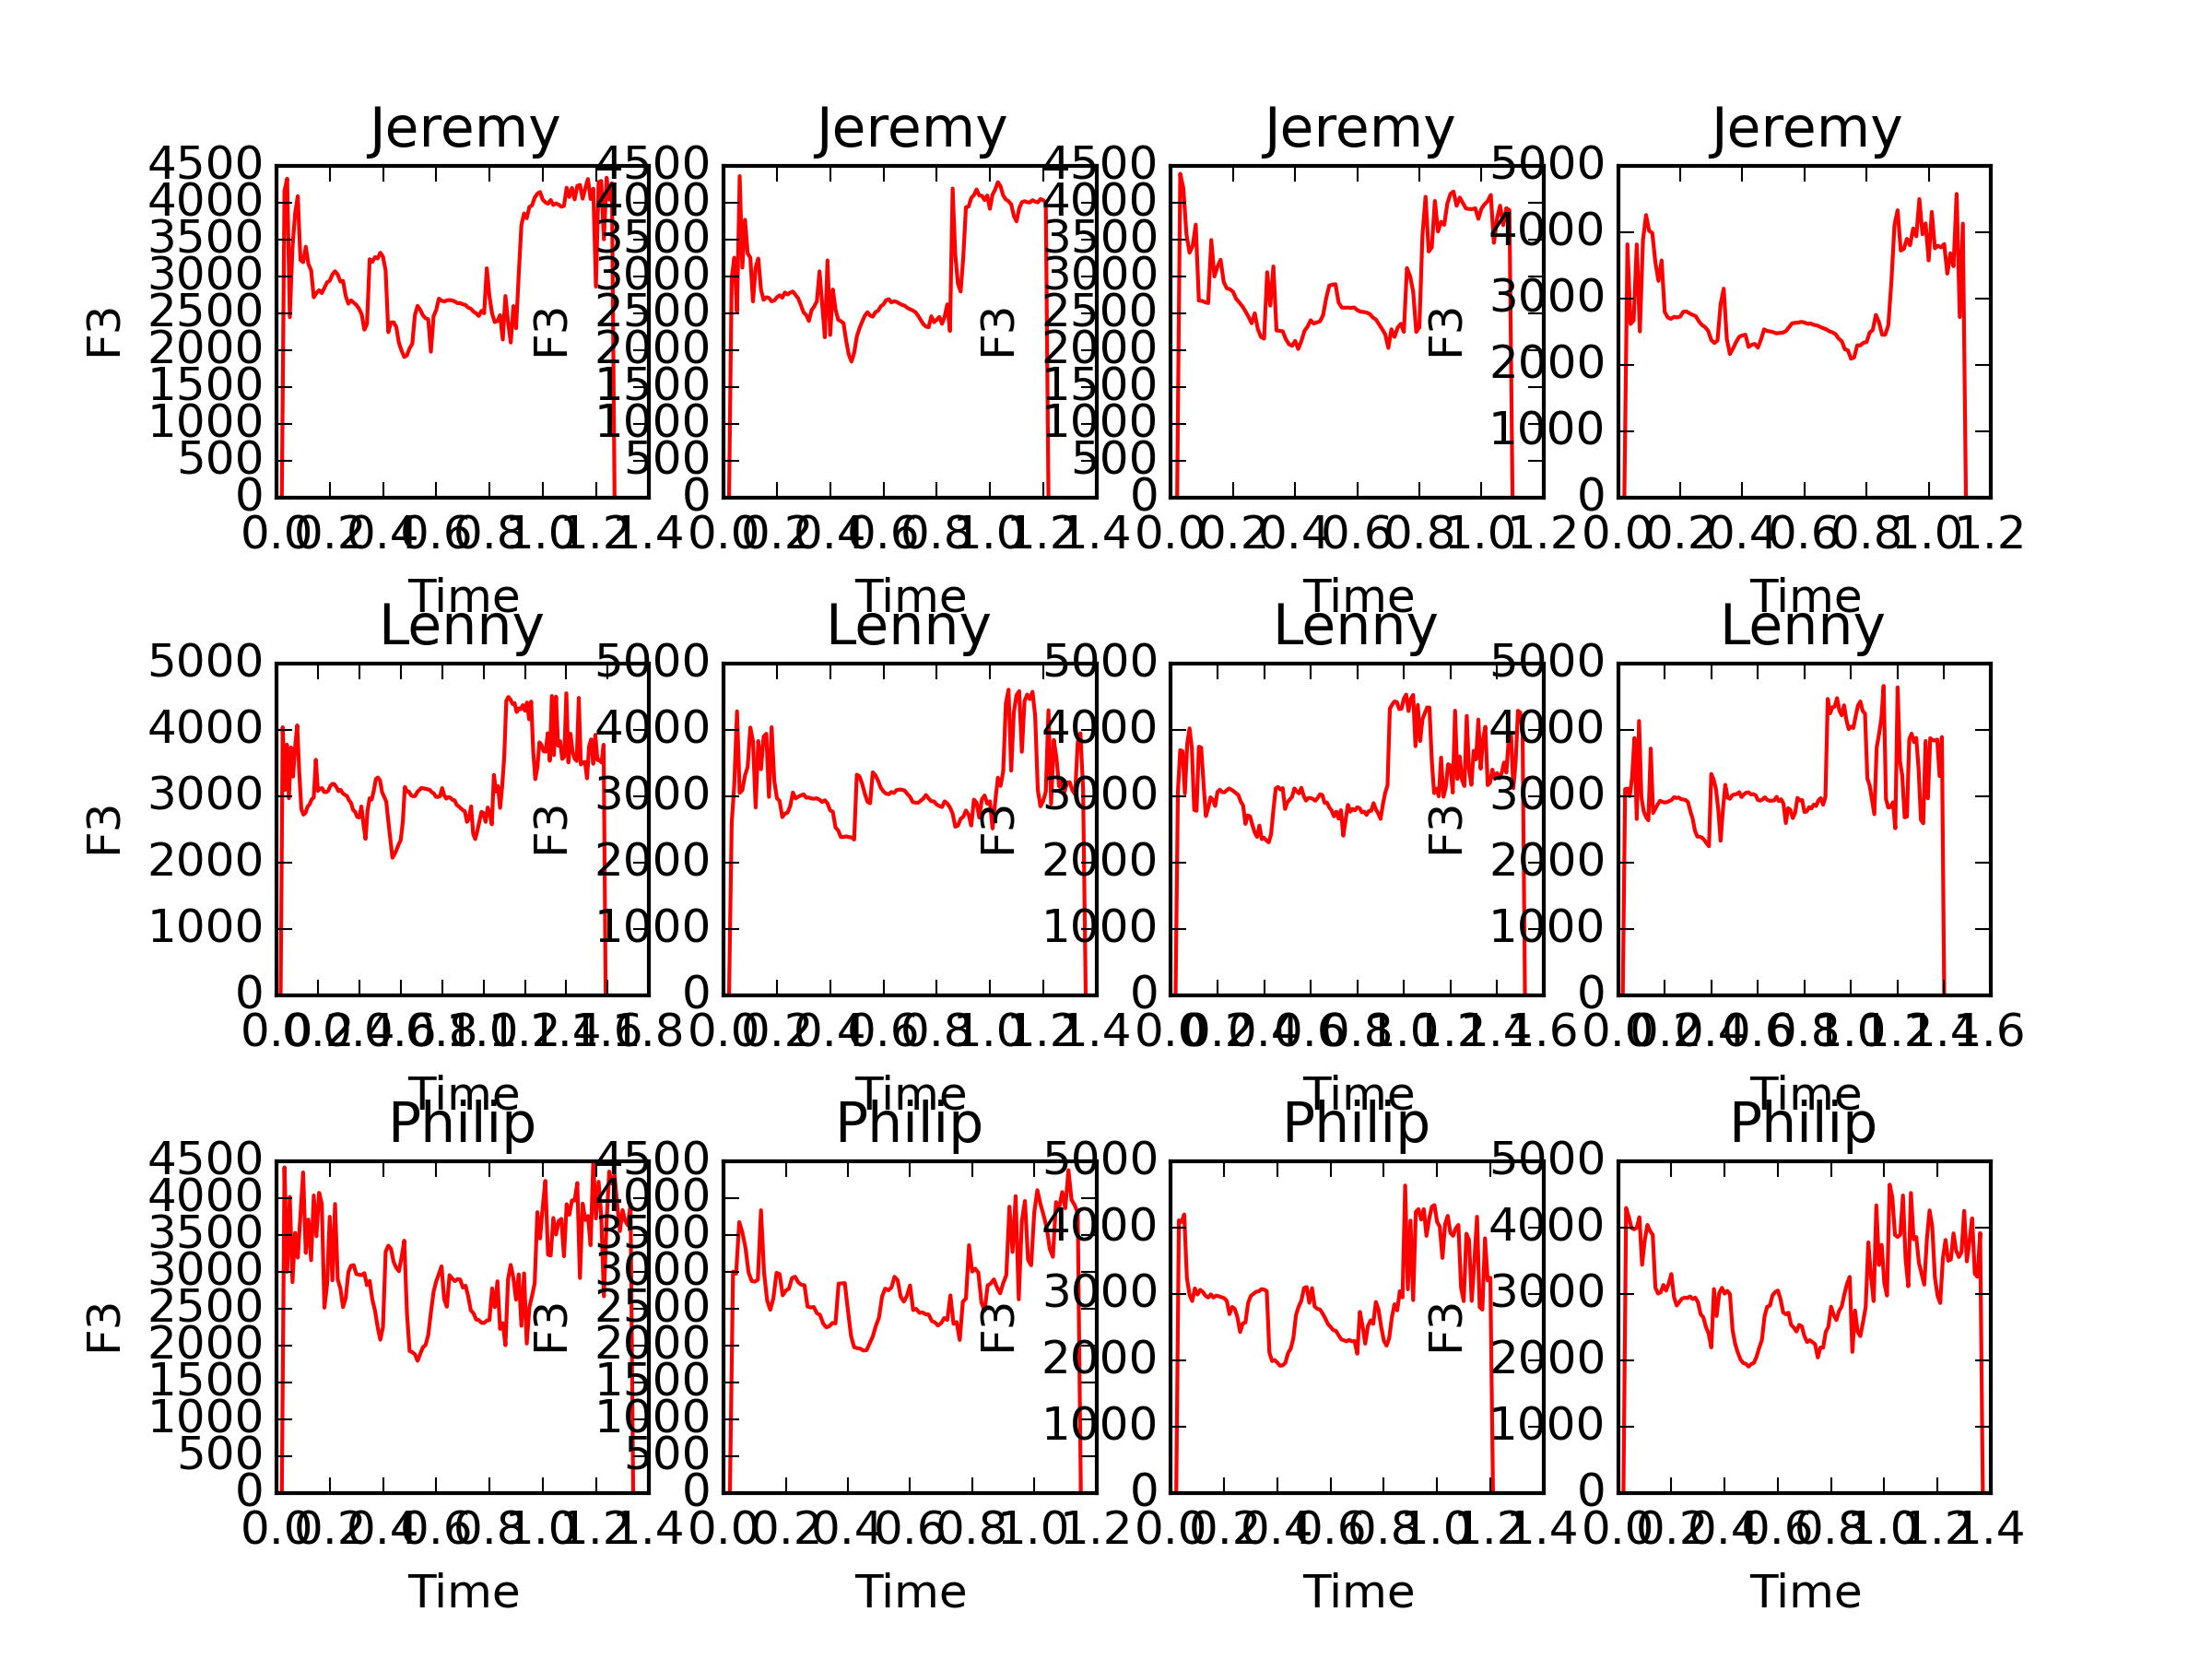 Jeremy Jeremy Jeremy Jeremy
4500 4500 4500 5000
4000 4000 4000 4000
3500 3500 3500 3000
3000 3000 3000 2000
2500 2500 2500 1000
2000 2000 2000 0
1500 1500 1500
1000 1000 1000
500 500 500
0 0 0
F3 F3 F3 F3
0.0 0.2 0.4 0.6 0.8 1.0 1.2 1.4 0.0 0.2 0.4 0.6 0.8 1.0 1.2 1.4 0.0 0.2 0.4 0.6 0.8 1.0 1.2 0.0 0.2 0.4 0.6 0.8 1.0 1.2
Time Time Time Time
Lenny Lenny Lenny Lenny
5000 5000 5000 5000
4000 4000 4000 4000
3000 3000 3000 3000
2000 2000 2000 2000
1000 1000 1000 1000
0 0 0 0
F3 F3 F3 F3
0.0 0.2 0.4 0.6 0.8 1.0 1.2 1.4 1.6 1.8 0.0 0.2 0.4 0.6 0.8 1.0 1.2 1.4 0.0 0.2 0.4 0.6 0.8 1.0 1.2 1.4 1.6 0.0 0.2 0.4 0.6 0.8 1.0 1.2 1.4 1.6
Time Time Time Time
Philip Philip Philip Philip
4500 4500 5000 5000
4000 4000 4000 4000
3500 3500 3000 3000
3000 3000 2000 2000
2500 2500 1000 1000
2000 2000 0 0
1500 1500
1000 1000
500 500
0 0
F3 F3 F3 F3
0.0 0.2 0.4 0.6 0.8 1.0 1.2 1.4 0.0 0.2 0.4 0.6 0.8 1.0 1.2 0.0 0.2 0.4 0.6 0.8 1.0 1.2 1.4 0.0 0.2 0.4 0.6 0.8 1.0 1.2 1.4
Time Time Time Time